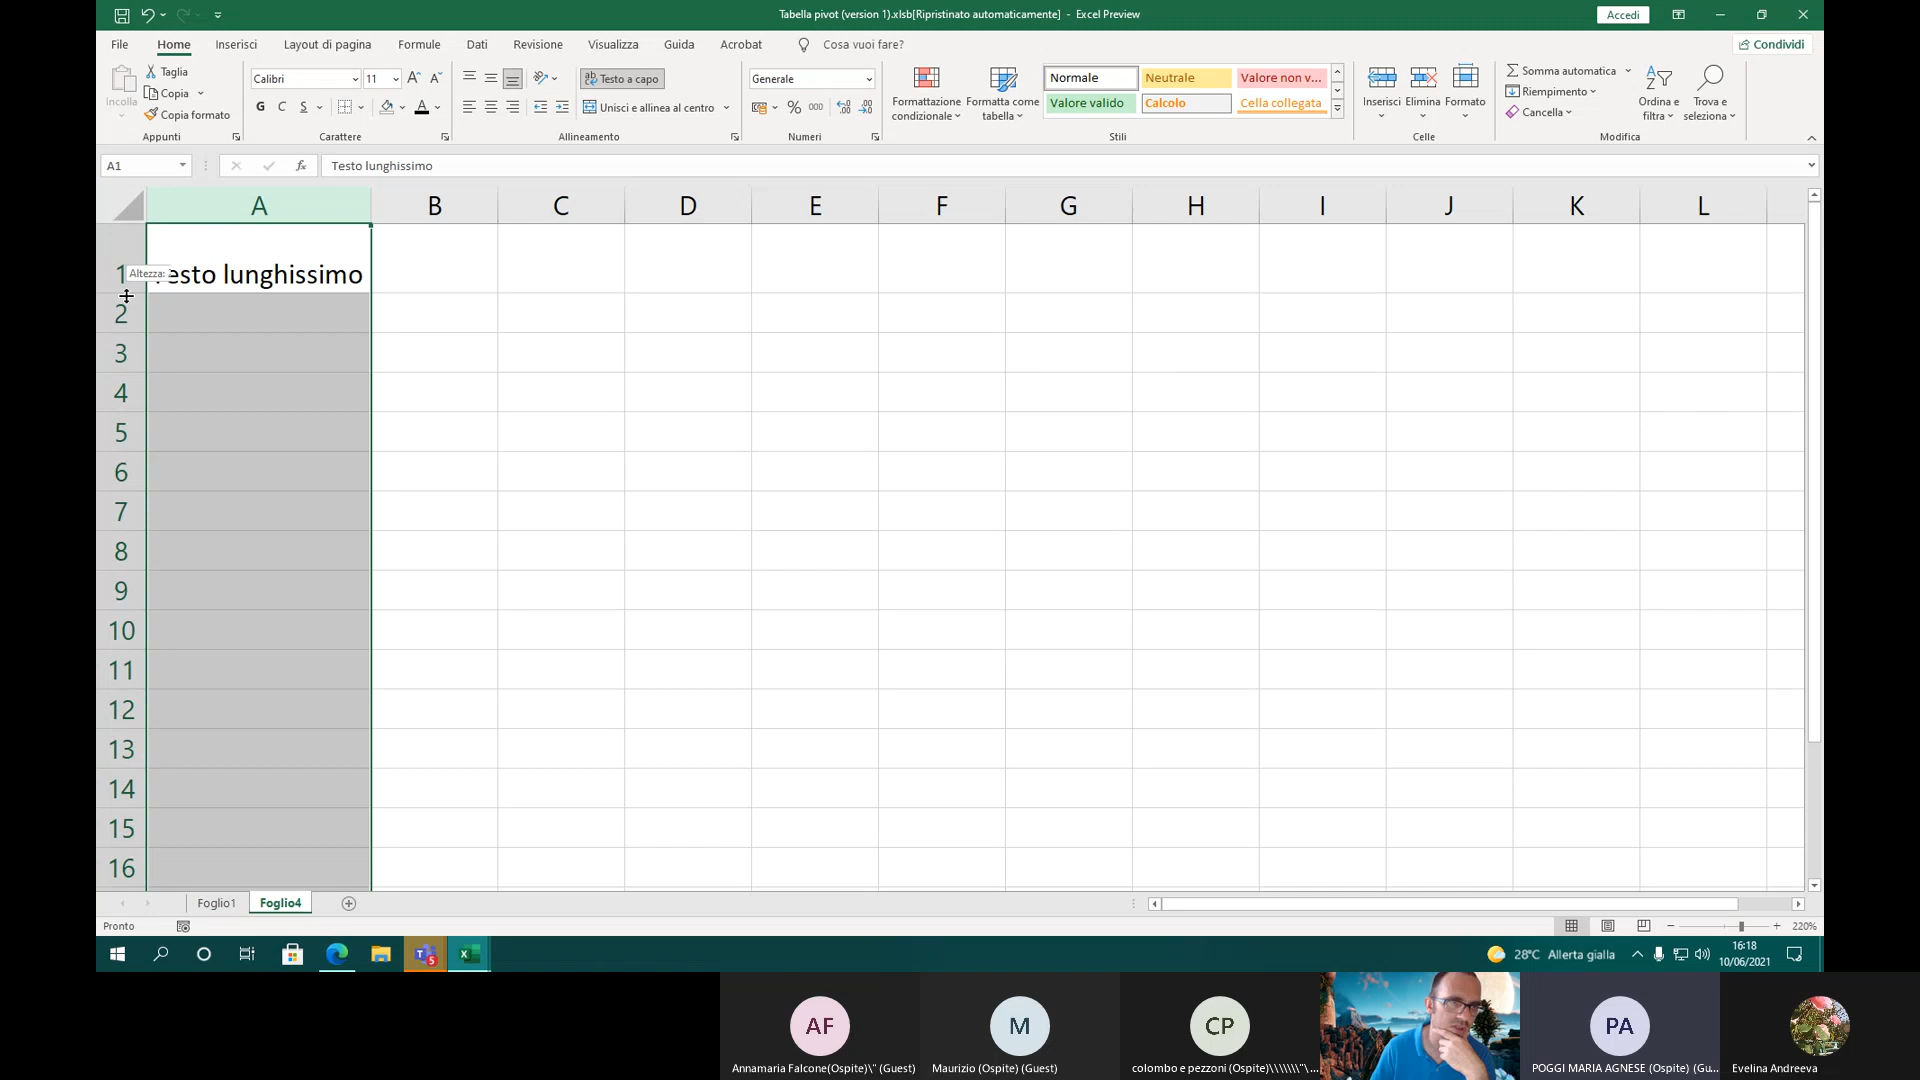 Tabella pivot (version 1).xlsb[Ripristinato automaticamente] - Excel Preview
Accedi
File
Home
Inserisci
Layout di pagina
Formule
Dati
Revisione
Visualizza
Guida
Acrobat
Cosa vuoi fare?
Condividi
Incolla
Taglia
Copia
Copia formato
Appunti
Calibri
11
G C S
Carattere
Testo a capo
Unisci e allinea al centro
Allineamento
Generale
% 000
Numeri
Formattazione condizionale
Formatta come tabella
Normale
Neutrale
Valore non v...
Valore valido
Calcolo
Cella collegata
Stili
Inserisci
Elimina
Formato
Celle
Somma automatica
Riempimento
Cancella
Ordina e filtra
Trova e seleziona
Modifica
A1
fx
Testo lunghissimo
A B C D E F G H I J K L
1
Altezza:
Testo lunghissimo
2
3
4
5
6
7
8
9
10
11
12
13
14
15
16
Foglio1
Foglio4
Pronto
220%
28°C Allerta gialla
16:18
10/06/2021
AF
Annamaria Falcone(Ospite)\" (Guest)
M
Maurizio (Ospite) (Guest)
CP
colombo e pezzoni (Ospite)\\\\\\\"\...
PA
POGGI MARIA AGNESE (Ospite) (Gu...
Evelina Andreeva